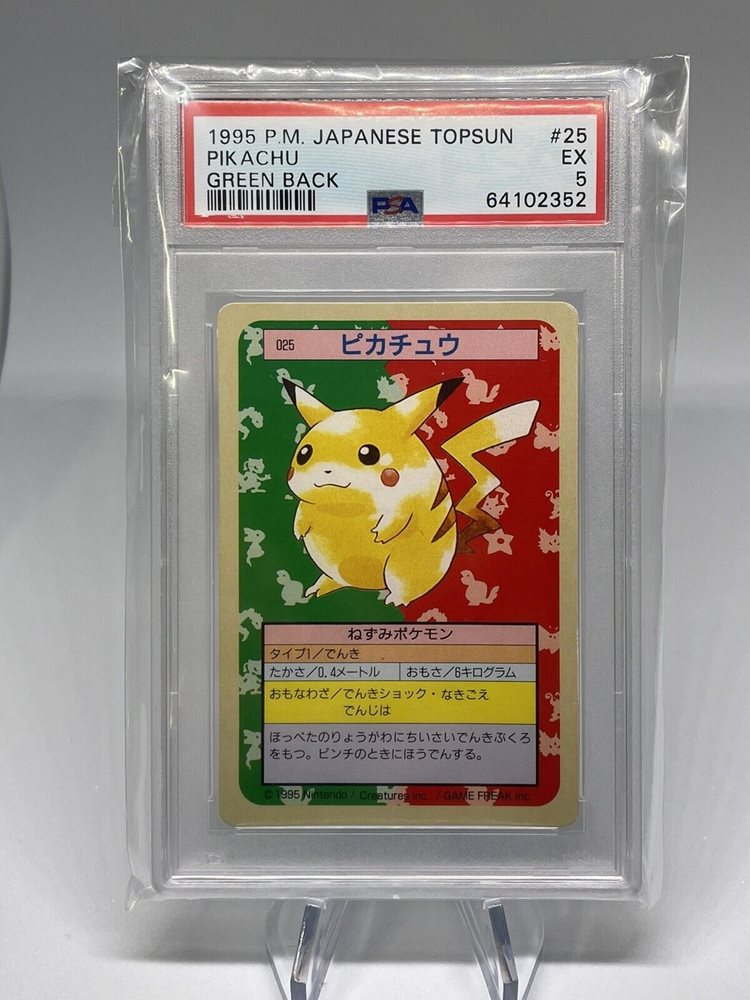 1995 P.M. JAPANESE TOPSUN #25
PIKACHU EX
GREEN BACK 5
PSA 64102352
025 ピカチュウ
ねずみポケモン
タイプ1/でんき
たかさ/0.4メートル おもさ/6キログラム
おもなわざ/でんきショック・なきごえ
でんじは
ほっぺたのりょうがわにちいさいでんきぶくろ
をもつ。ピンチのときにほうでんする。
©1995 Nintendo / Creatures inc. / GAME FREAK inc.